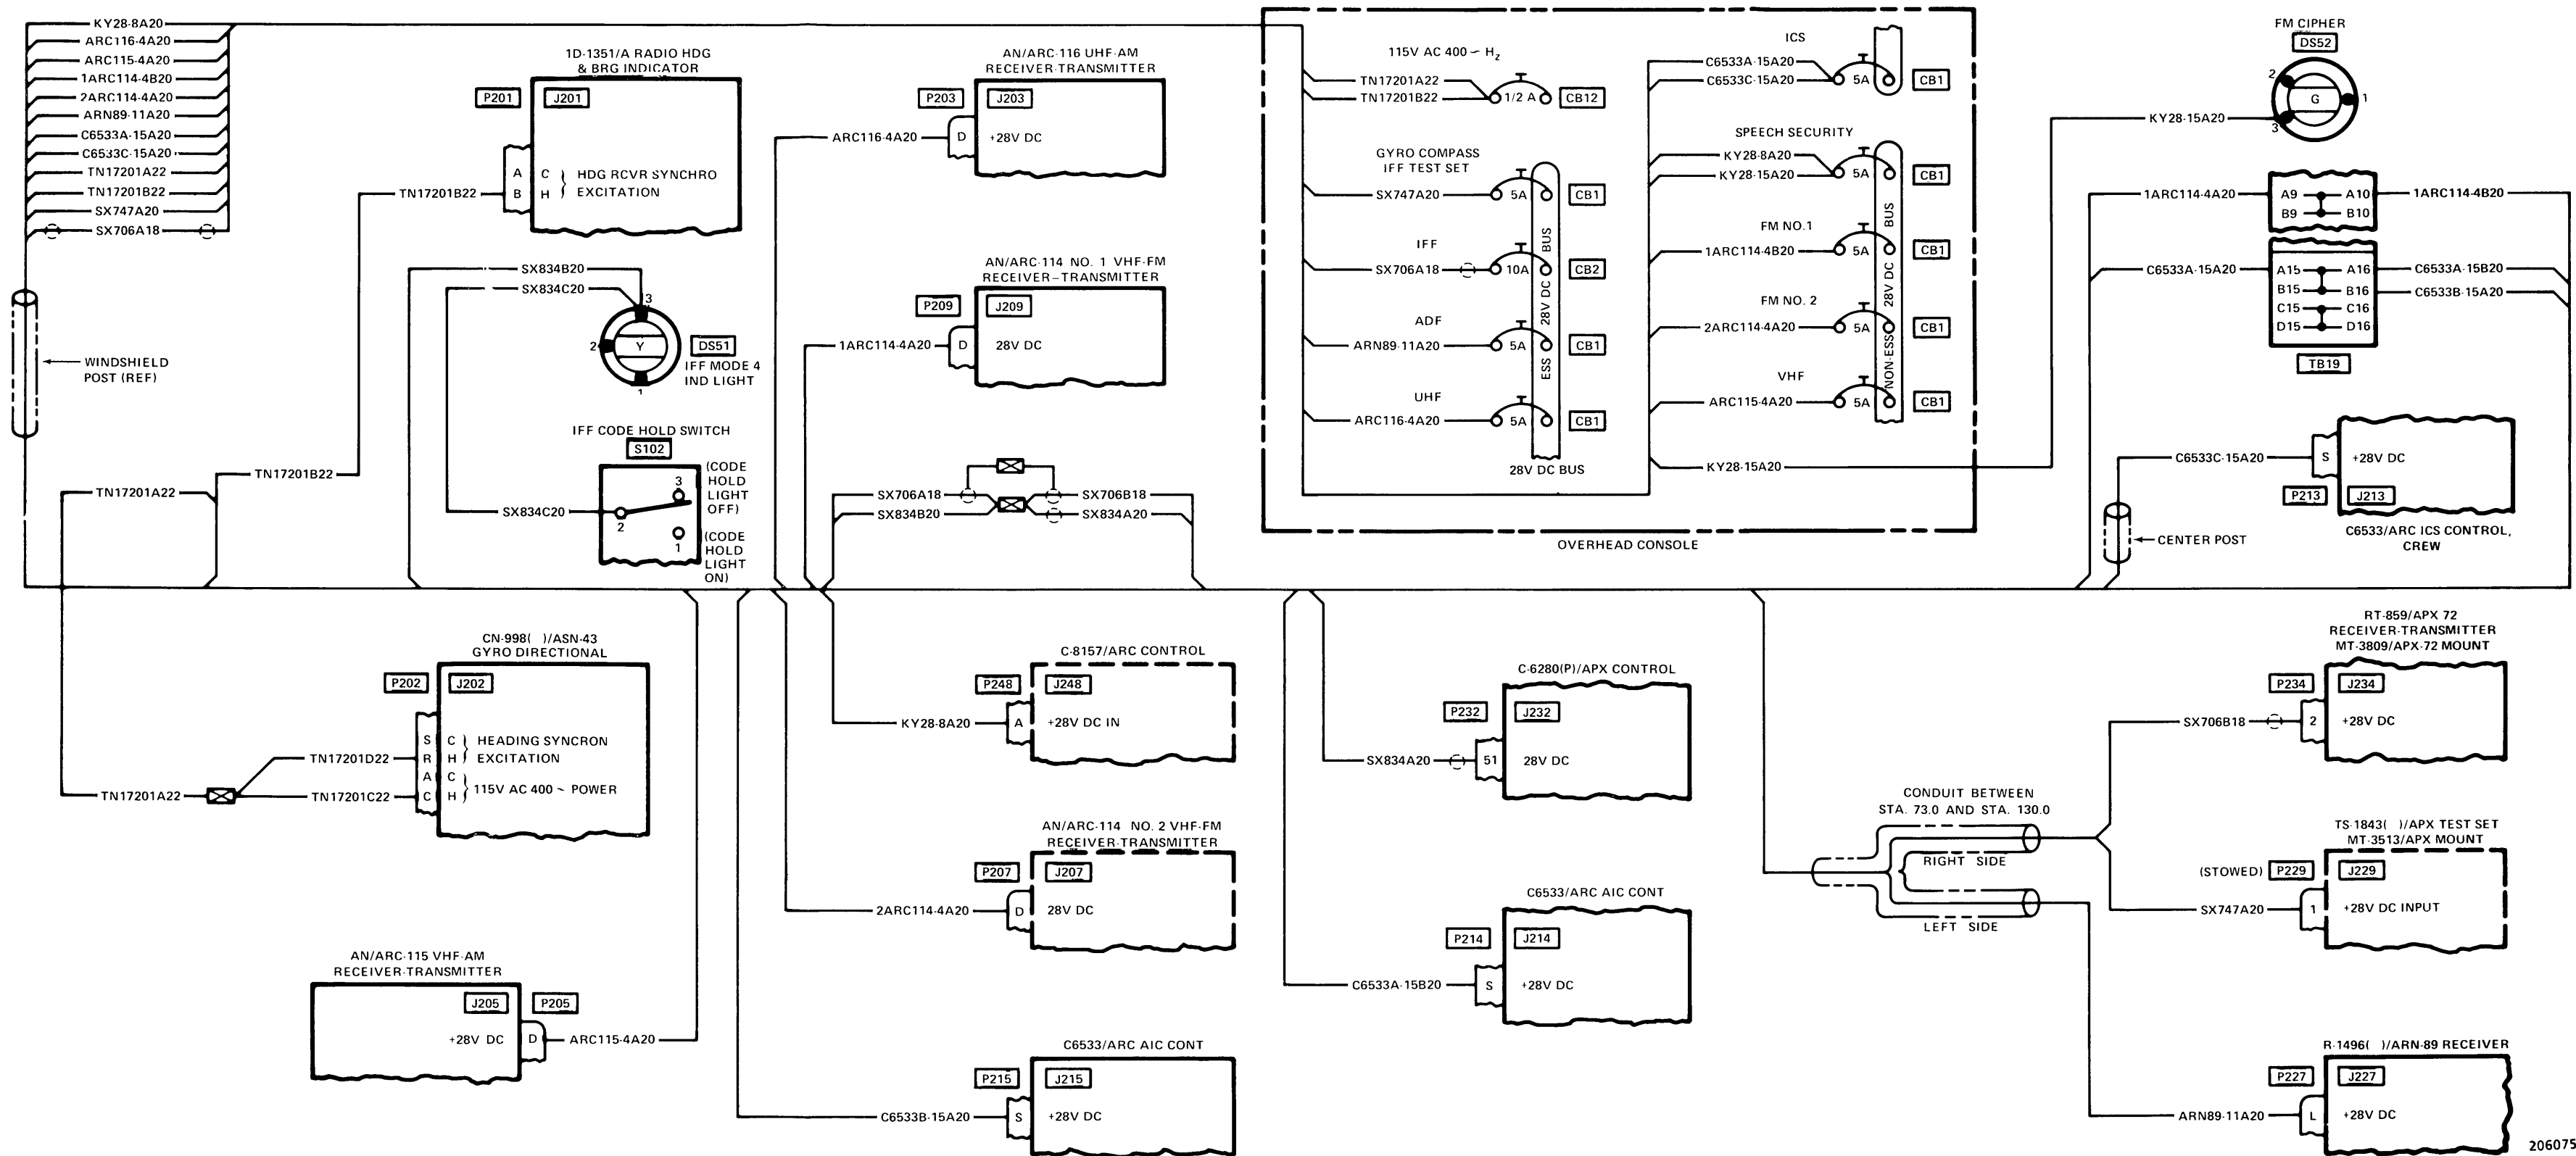 KY28-8A20
ARC116-4A20
ARC115-4A20
1ARC114-4B20
2ARC114-4A20
ARN89-11A20
C6533A-15A20
C6533C-15A20
TN17201A22
TN17201B22
SX747A20
SX706A18
WINDSHIELD
POST (REF)
TN17201A22
TN17201B22
1D-1351/A RADIO HDG
& BRG INDICATOR
P201
J201
TN17201B22
A C
B H
HDG RCVR SYNCHRO
EXCITATION
SX834B20
SX834C20
3
2
Y
1
DS51
IFF MODE 4
IND LIGHT
IFF CODE HOLD SWITCH
S102
SX834C20
3
2
1
(CODE
HOLD
LIGHT
OFF)
(CODE
HOLD
LIGHT
ON)
AN/ARC-116 UHF-AM
RECEIVER-TRANSMITTER
P203
J203
ARC116-4A20
D
+28V DC
AN/ARC-114 NO. 1 VHF-FM
RECEIVER-TRANSMITTER
P209
J209
1ARC114-4A20
D
28V DC
SX706A18
SX706B18
SX834B20
SX834A20
115V AC 400 ~ Hz
TN17201A22
TN17201B22
1/2 A
CB12
GYRO COMPASS
IFF TEST SET
SX747A20
5A
CB1
IFF
SX706A18
10A
CB2
ADF
ARN89-11A20
5A
CB1
UHF
ARC116-4A20
5A
CB1
ESS 28V DC BUS
28V DC BUS
ICS
C6533A-15A20
C6533C-15A20
5A
CB1
SPEECH SECURITY
KY28-8A20
KY28-15A20
5A
CB1
FM NO.1
1ARC114-4B20
5A
CB1
FM NO. 2
2ARC114-4A20
5A
CB1
VHF
ARC115-4A20
5A
CB1
NON-ESS 28V DC BUS
KY28-15A20
OVERHEAD CONSOLE
FM CIPHER
DS52
2
G
1
3
KY28-15A20
1ARC114-4A20
A9 A10
B9 B10
1ARC114-4B20
C6533A-15A20
A15 A16
B15 B16
C15 C16
D15 D16
C6533A-15B20
C6533B-15A20
TB19
C6533C-15A20
S
+28V DC
P213
J213
C6533/ARC ICS CONTROL,
CREW
CENTER POST
CN-998( )/ASN-43
GYRO DIRECTIONAL
P202
J202
S C
R H
A C
C H
HEADING SYNCRON
EXCITATION
115V AC 400 ~ POWER
TN17201D22
TN17201A22
TN17201C22
AN/ARC-115 VHF-AM
RECEIVER-TRANSMITTER
J205
P205
+28V DC
D
ARC115-4A20
C-8157/ARC CONTROL
P248
J248
KY28-8A20
A
+28V DC IN
AN/ARC-114 NO. 2 VHF-FM
RECEIVER-TRANSMITTER
P207
J207
2ARC114-4A20
D
28V DC
C6533/ARC AIC CONT
P215
J215
C6533B-15A20
S
+28V DC
C-6280(P)/APX CONTROL
P232
J232
SX834A20
51
28V DC
C6533/ARC AIC CONT
P214
J214
C6533A-15B20
S
+28V DC
CONDUIT BETWEEN
STA. 73.0 AND STA. 130.0
RIGHT SIDE
LEFT SIDE
RT-859/APX 72
RECEIVER-TRANSMITTER
MT-3809/APX-72 MOUNT
P234
J234
SX706B18
2
+28V DC
TS-1843( )/APX TEST SET
MT-3513/APX MOUNT
(STOWED)
P229
J229
SX747A20
1
+28V DC INPUT
R-1496( )/ARN-89 RECEIVER
P227
J227
ARN89-11A20
L
+28V DC
206075